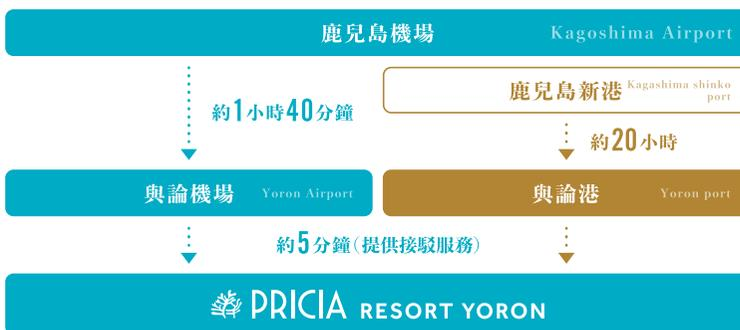 鹿兒島機場 Kagoshima Airport
鹿兒島新港 Kagashima shinko
port
約1小時40分鐘
約20小時
與論機場 Yoron Airport
與論港 Yoron port
約5分鐘(提供接駁服務)
PRICIA RESORT YORON